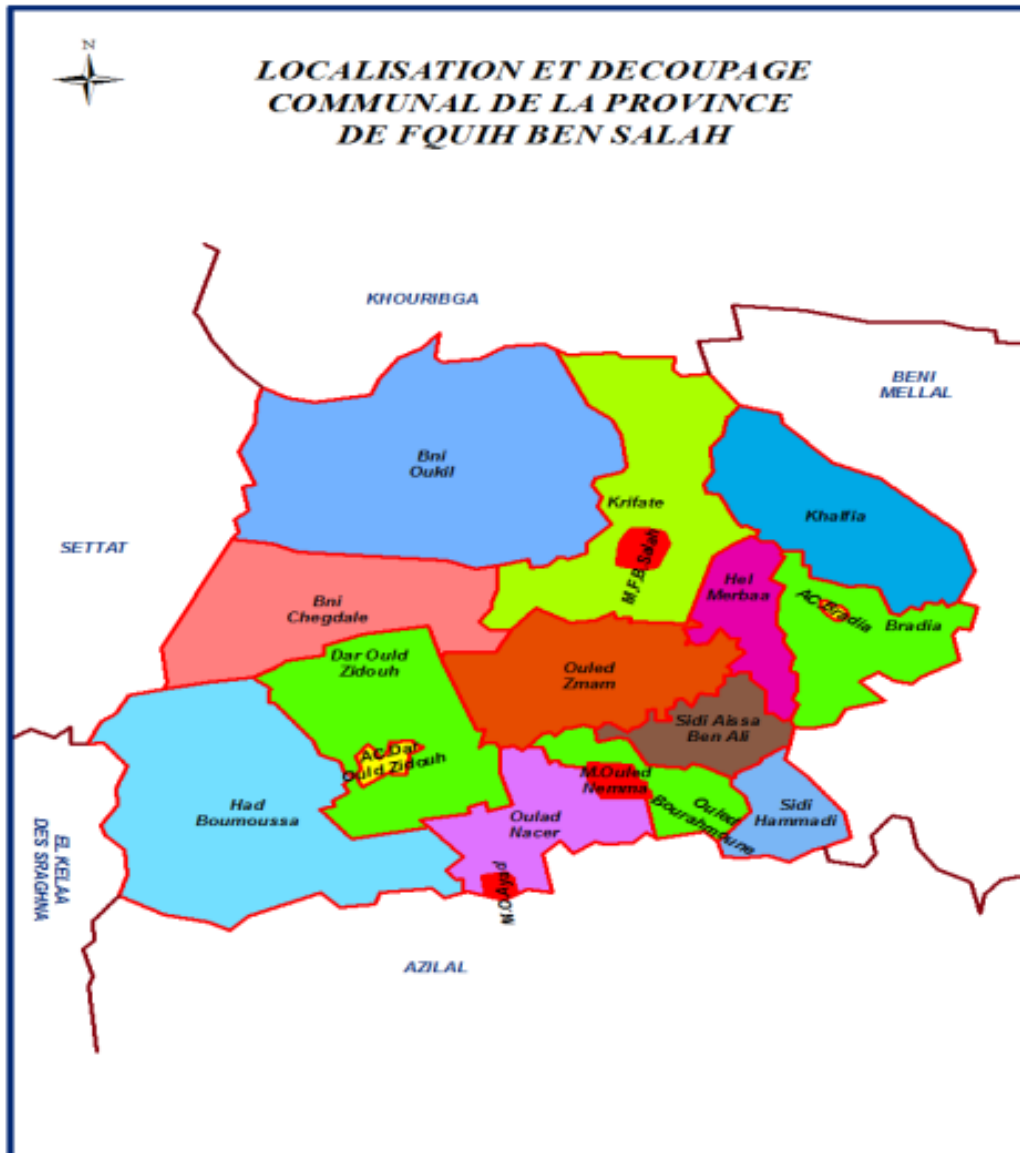 N
LOCALISATION ET DECOUPAGE
COMMUNAL DE LA PROVINCE
DE FQUIH BEN SALAH
KHOURIBGA
BENI
MELLAL
Bni
Oukil
Krifate
Khalfia
SETTAT
M.F.B.Salah
Hel
Merbaa
Bni
Chegdale
AC.Bradia
Bradia
Dar Ould
Zidouh
Ouled
Zmam
Sidi Aissa
Ben Ali
AC Dar
Ould Zidouh
M.Ouled
Nemma
Had
Boumoussa
Oulad
Nacer
Ouled
Bourahmoune
Sidi
Hammadi
EL KELAA
DES SRAGHNA
M.O.Ayad
AZILAL